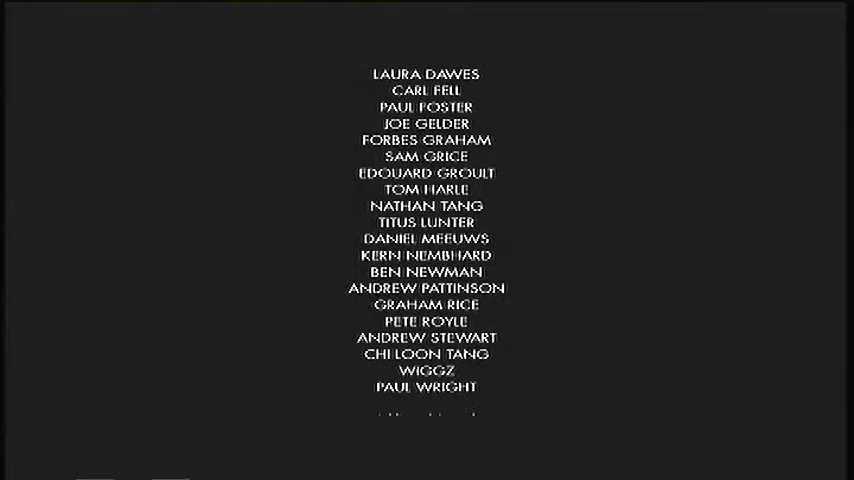 LAURA DAWES
CARL FELL
PAUL FOSTER
JOE GELDER
FORBES GRAHAM
SAM GRICE
EDOUARD GROULT
TOM HARLE
NATHAN TANG
TITUS LUNTER
DANIEL MEEUWS
KERN NEMBHARD
BEN NEWMAN
ANDREW PATTINSON
GRAHAM RICE
PETE ROYLE
ANDREW STEWART
CHI LOON TANG
WIGGZ
PAUL WRIGHT